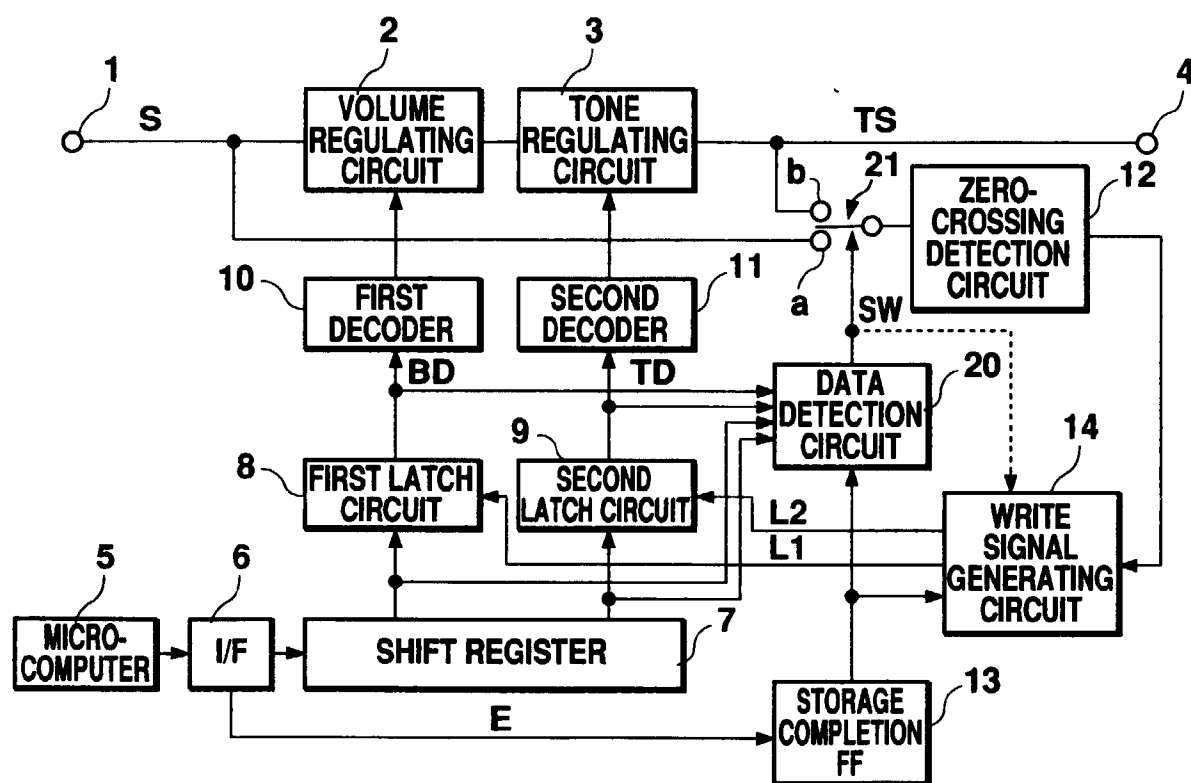 1
S
2
VOLUME
REGULATING
CIRCUIT
3
TONE
REGULATING
CIRCUIT
TS
4
b
21
a
ZERO-
CROSSING
DETECTION
CIRCUIT
12
10
FIRST
DECODER
SECOND
DECODER
11
SW
BD
TD
DATA
DETECTION
CIRCUIT
20
8
FIRST LATCH
CIRCUIT
9
SECOND
LATCH CIRCUIT
L2
L1
14
WRITE
SIGNAL
GENERATING
CIRCUIT
5
MICRO-
COMPUTER
6
I/F
SHIFT REGISTER
7
E
STORAGE
COMPLETION
FF
13